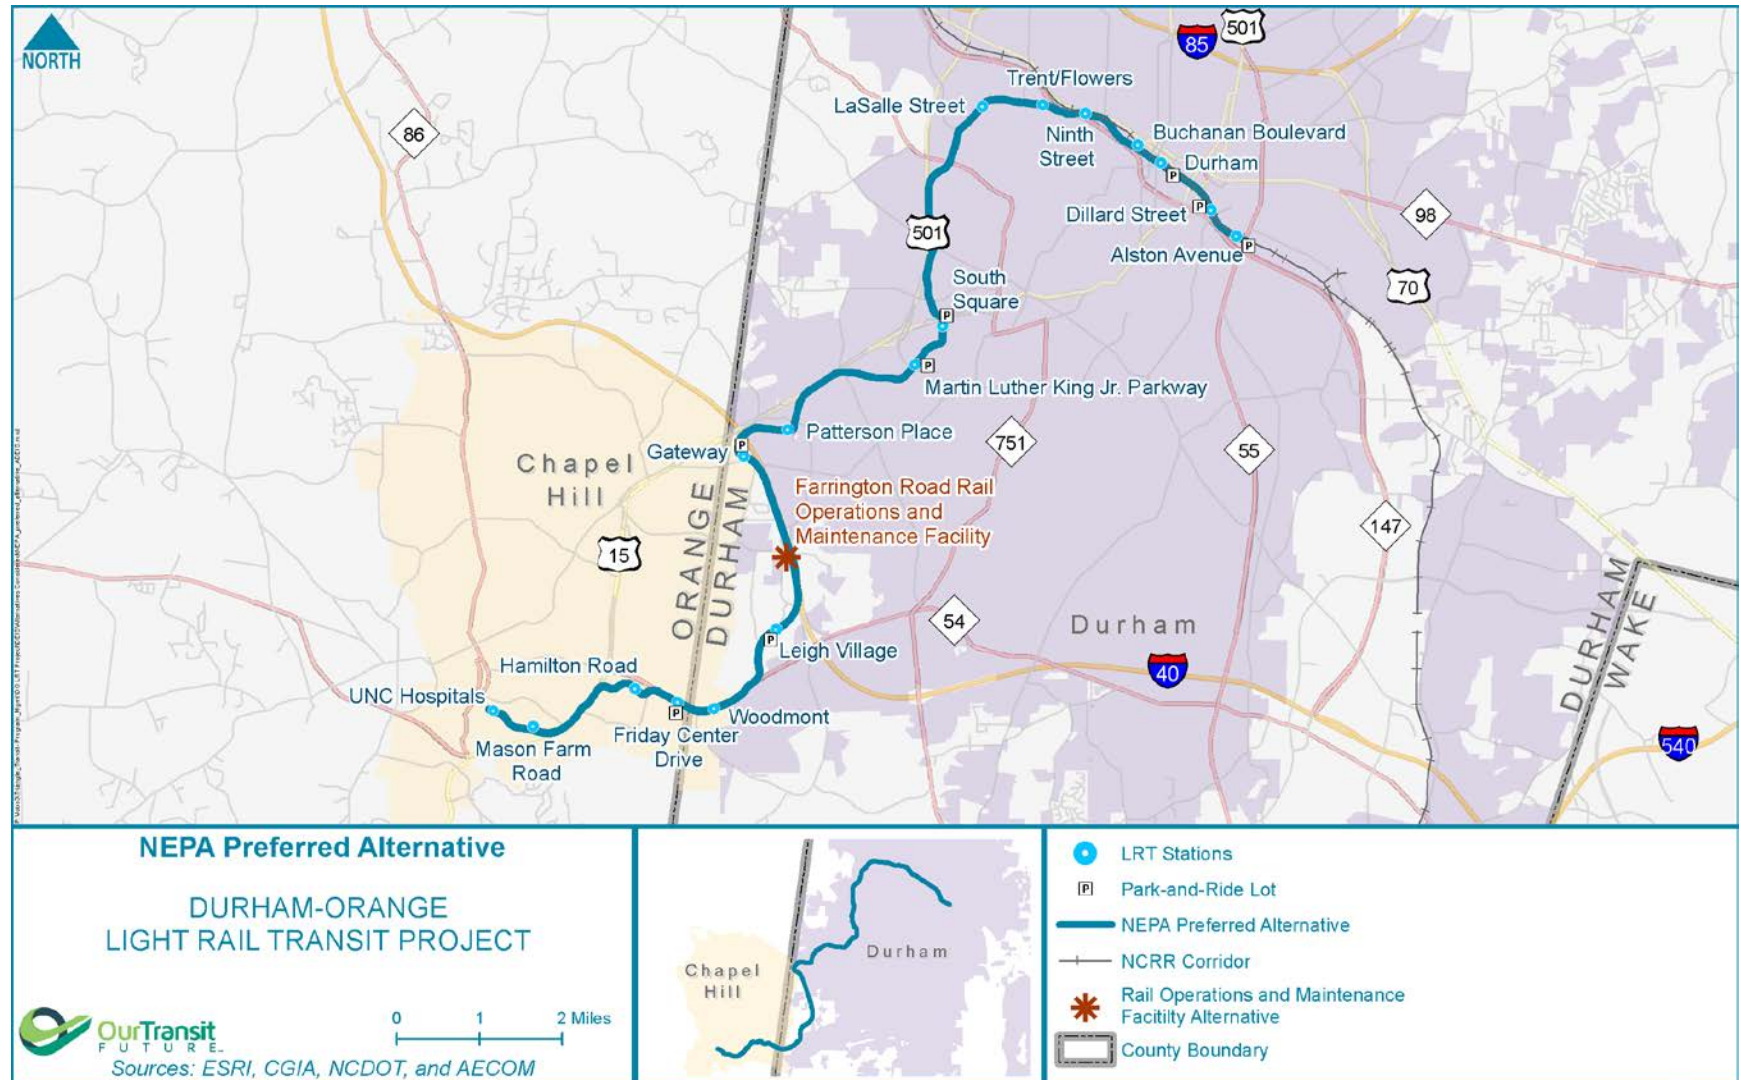 NORTH
86
85
501
Trent/Flowers
LaSalle Street
Ninth
Street
Buchanan Boulevard
Durham
P
Dillard Street
P
98
501
Alston Avenue
P
South
Square
P
70
P
Martin Luther King Jr. Parkway
Patterson Place
P
Gateway
751
55
Chapel
Hill
ORANGE
DURHAM
Farrington Road Rail
Operations and
Maintenance Facility
147
15
54
Durham
DURHAM
WAKE
P
Leigh Village
Hamilton Road
40
UNC Hospitals
P
Woodmont
Mason Farm
Road
Friday Center
Drive
540
NEPA Preferred Alternative
DURHAM-ORANGE
LIGHT RAIL TRANSIT PROJECT
OurTransit
FUTURE
0 1 2 Miles
Sources: ESRI, CGIA, NCDOT, and AECOM
Durham
Chapel
Hill
LRT Stations
P Park-and-Ride Lot
NEPA Preferred Alternative
NCRR Corridor
Rail Operations and Maintenance
Facitilty Alternative
County Boundary